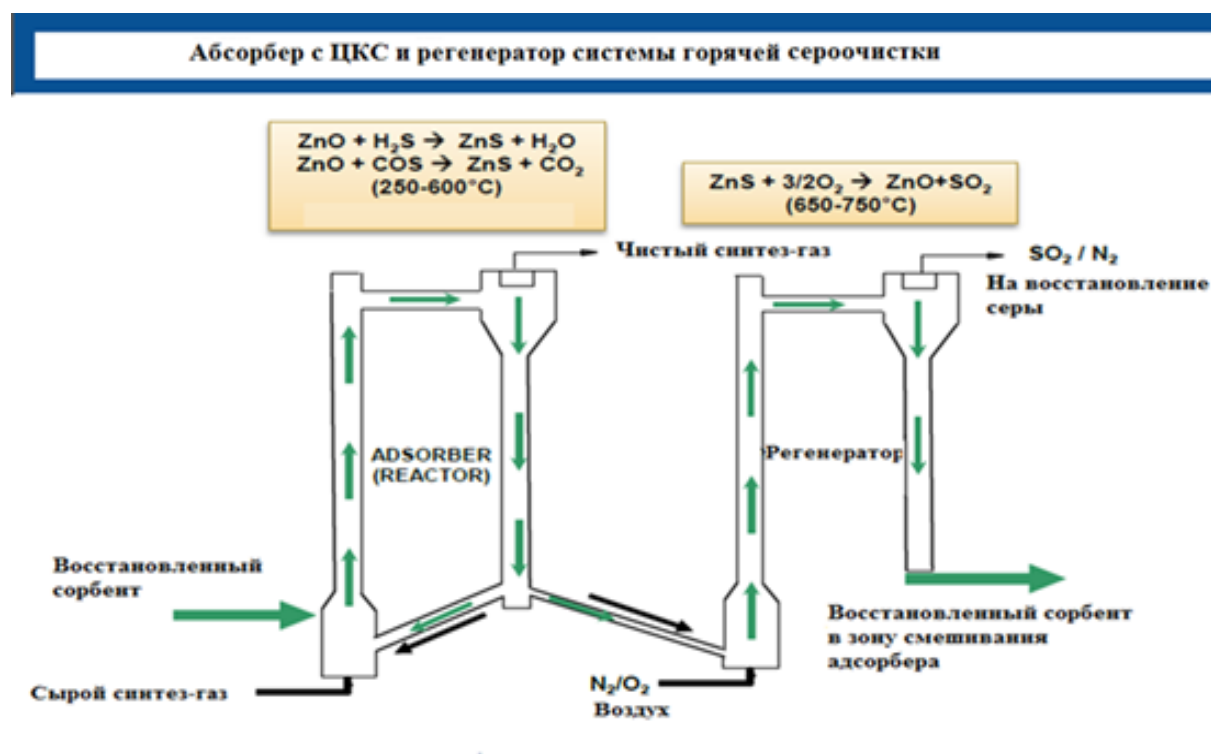 Абсорбер с ЦКС и регенератор системы горячей сероочистки
ZnO + H₂S → ZnS + H₂O
ZnO + COS → ZnS + CO₂
(250-600°C)
ZnS + 3/2O₂ → ZnO+SO₂
(650-750°C)
Чистый синтез-газ
SO₂ / N₂
На восстановление
серы
ADSORBER
(REACTOR)
Регенератор
Восстановленный
сорбент
Восстановленный сорбент
в зону смешивания
адсорбера
Сырой синтез-газ
N₂/O₂
Воздух